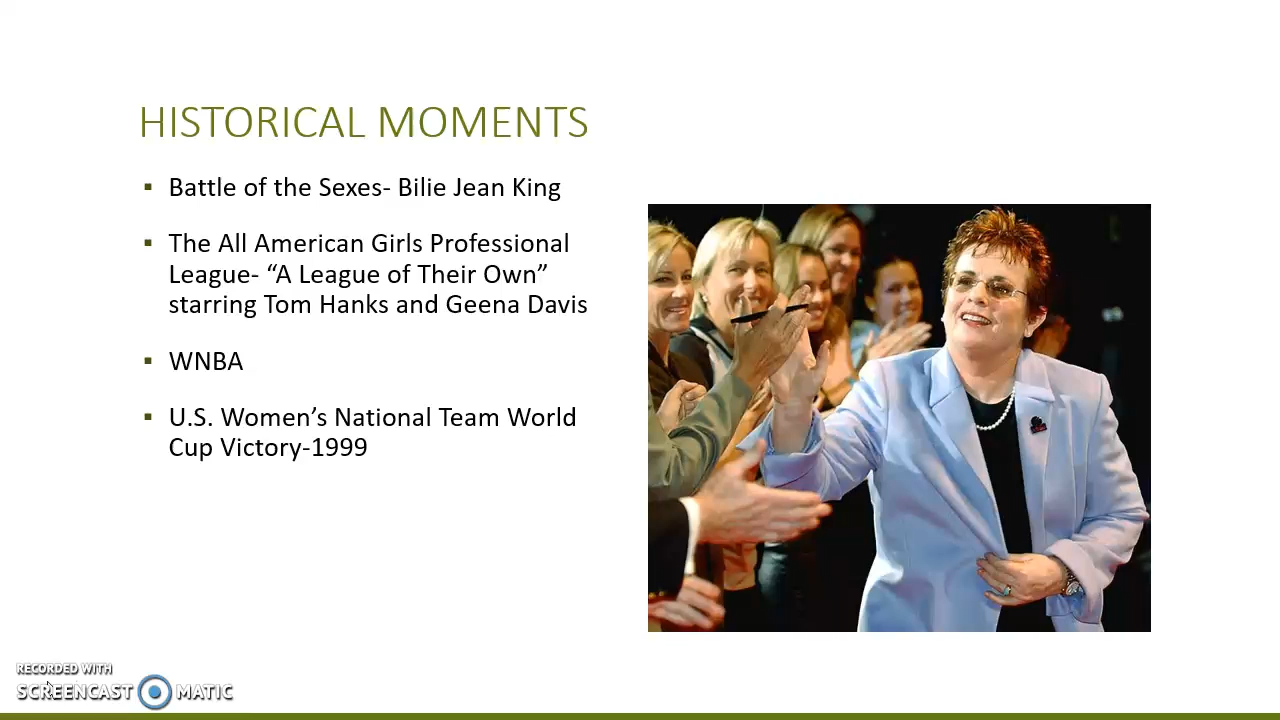 HISTORICAL MOMENTS
▪ Battle of the Sexes- Bilie Jean King
▪ The All American Girls Professional
League- “A League of Their Own”
starring Tom Hanks and Geena Davis
▪ WNBA
▪ U.S. Women’s National Team World
Cup Victory-1999
RECORDED WITH
SCREENCAST MATIC